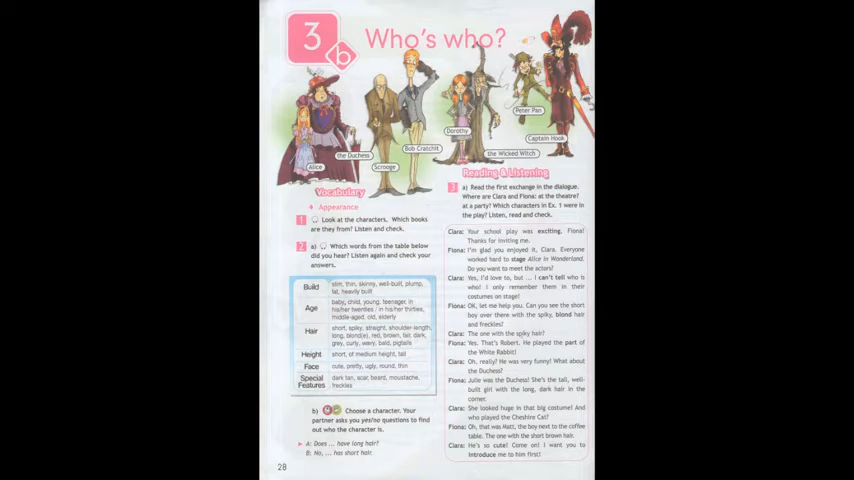 3
b
Who's who?
Alice
the Duchess
Scrooge
Bob Cratchit
Dorothy
the Wicked Witch
Peter Pan
Captain Hook
Vocabulary
Appearance
1 Look at the characters. Which books
are they from? Listen and check.
2 a) Which words from the table below
did you hear? Listen again and check your
answers.
Build slim, thin, skinny, well-built, plump,
fat, heavily built
Age baby, child, young, teenager, in
his/her twenties / in his/her thirties,
middle-aged, old, elderly
Hair short, spiky, straight, shoulder-length,
long, blond(e), red, brown, fair, dark,
grey, curly, wavy, bald, pigtails
Height short, of medium height, tall
Face cute, pretty, ugly, round, thin
Special Features dark tan, scar, beard, moustache,
freckles
b) Choose a character. Your
partner asks you yes/no questions to find
out who the character is.
A: Does ... have long hair?
B: No, ... has short hair.
28
Reading & Listening
3 a) Read the first exchange in the dialogue.
Where are Clara and Fiona: at the theatre?
at a party? Which characters in Ex. 1 were in
the play? Listen, read and check.
Clara: Your school play was exciting, Fiona!
Thanks for inviting me.
Fiona: I'm glad you enjoyed it, Clara. Everyone
worked hard to stage Alice in Wonderland.
Do you want to meet the actors?
Clara: Yes, I'd love to, but ... I can't tell who is
who! I only remember them in their
costumes on stage!
Fiona: OK, let me help you. Can you see the short
boy over there with the spiky, blond hair
and freckles?
Clara: The one with the spiky hair?
Fiona: Yes. That's Robert. He played the part of
the White Rabbit!
Clara: Oh, really? He was very funny! What about
the Duchess?
Fiona: Julie was the Duchess! She's the tall, well-
built girl with the long, dark hair in the
corner.
Clara: She looked huge in that big costume! And
who played the Cheshire Cat?
Fiona: Oh, that was Matt, the boy next to the coffee
table. The one with the short brown hair.
Clara: He's so cute! Come on! I want you to
introduce me to him first!